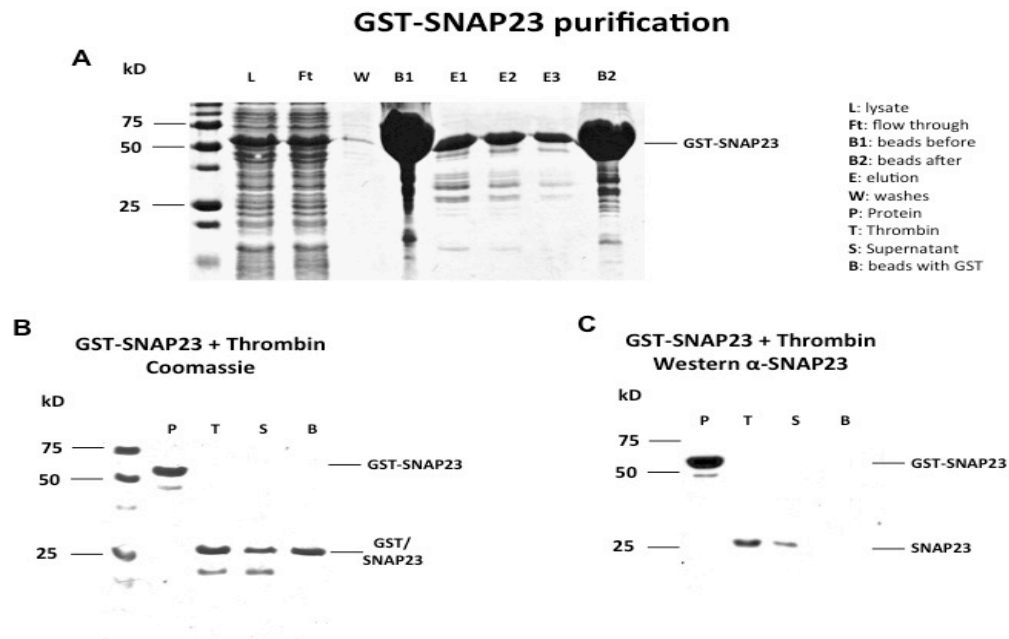 GST-SNAP23 purification
A
kD
L Ft W B1 E1 E2 E3 B2
75
50
25
GST-SNAP23
L: lysate
Ft: flow through
B1: beads before
B2: beads after
E: elution
W: washes
P: Protein
T: Thrombin
S: Supernatant
B: beads with GST
B
GST-SNAP23 + Thrombin
Coomassie
kD
P T S B
75
50
25
GST-SNAP23
GST/
SNAP23
C
GST-SNAP23 + Thrombin
Western α-SNAP23
kD
P T S B
75
50
25
GST-SNAP23
SNAP23